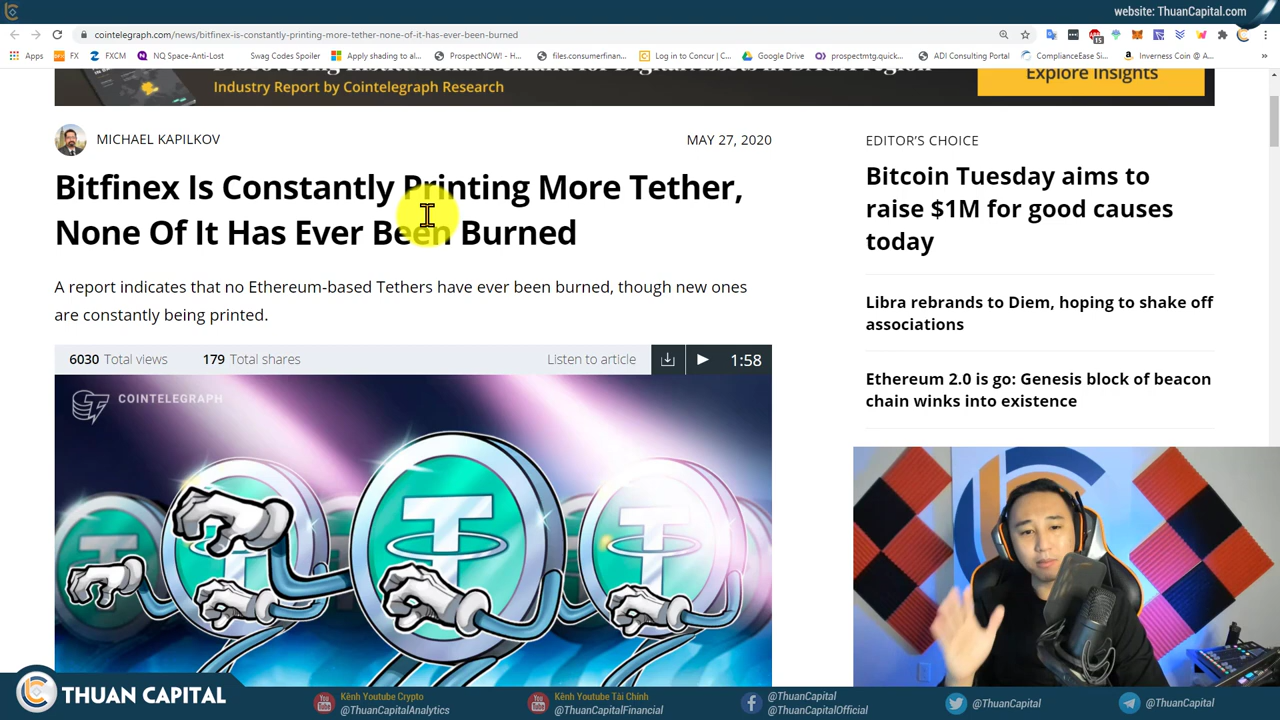 website: ThuanCapital.com
cointelegraph.com/news/bitfinex-is-constantly-printing-more-tether-none-of-it-has-ever-been-burned
Apps FX FXCM NQ Space-Anti-Lost Swag Codes Spoiler Apply shading to al... ProspectNOW! - Ho... files.consumerfinan... Log in to Concur | C... Google Drive prospectmtg.quick... ADI Consulting Portal ComplianceEase Si... Inverness Coin @ A... »
15
Explore Insights
Industry Report by Cointelegraph Research
MICHAEL KAPILKOV
MAY 27, 2020
Bitfinex Is Constantly Printing More Tether,
None Of It Has Ever Been Burned
A report indicates that no Ethereum-based Tethers have ever been burned, though new ones
are constantly being printed.
6030 Total views 179 Total shares Listen to article 1:58
COINTELEGRAPH
EDITOR'S CHOICE
Bitcoin Tuesday aims to
raise $1M for good causes
today
Libra rebrands to Diem, hoping to shake off
associations
Ethereum 2.0 is go: Genesis block of beacon
chain winks into existence
THUAN CAPITAL
Kênh Youtube Crypto
@ThuanCapitalAnalytics
Kênh Youtube Tài Chính
@ThuanCapitalFinancial
@ThuanCapital
@ThuanCapitalOfficial
@ThuanCapital
@ThuanCapital